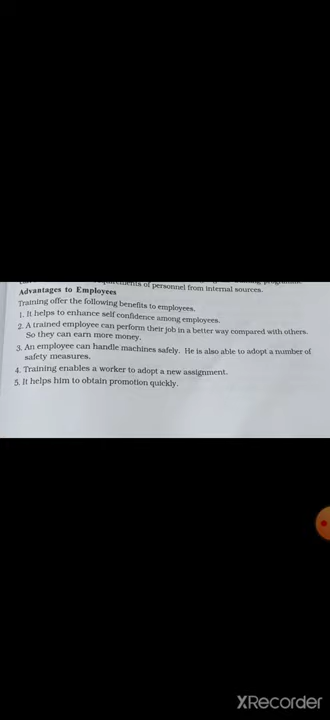 requirements of personnel from internal sources.
Advantages to Employees
Training offer the following benefits to employees.
1. It helps to enhance self confidence among employees.
2. A trained employee can perform their job in a better way compared with others.
So they can earn more money.
3. An employee can handle machines safely. He is also able to adopt a number of
safety measures.
4. Training enables a worker to adopt a new assignment.
5. It helps him to obtain promotion quickly.
XRecorder